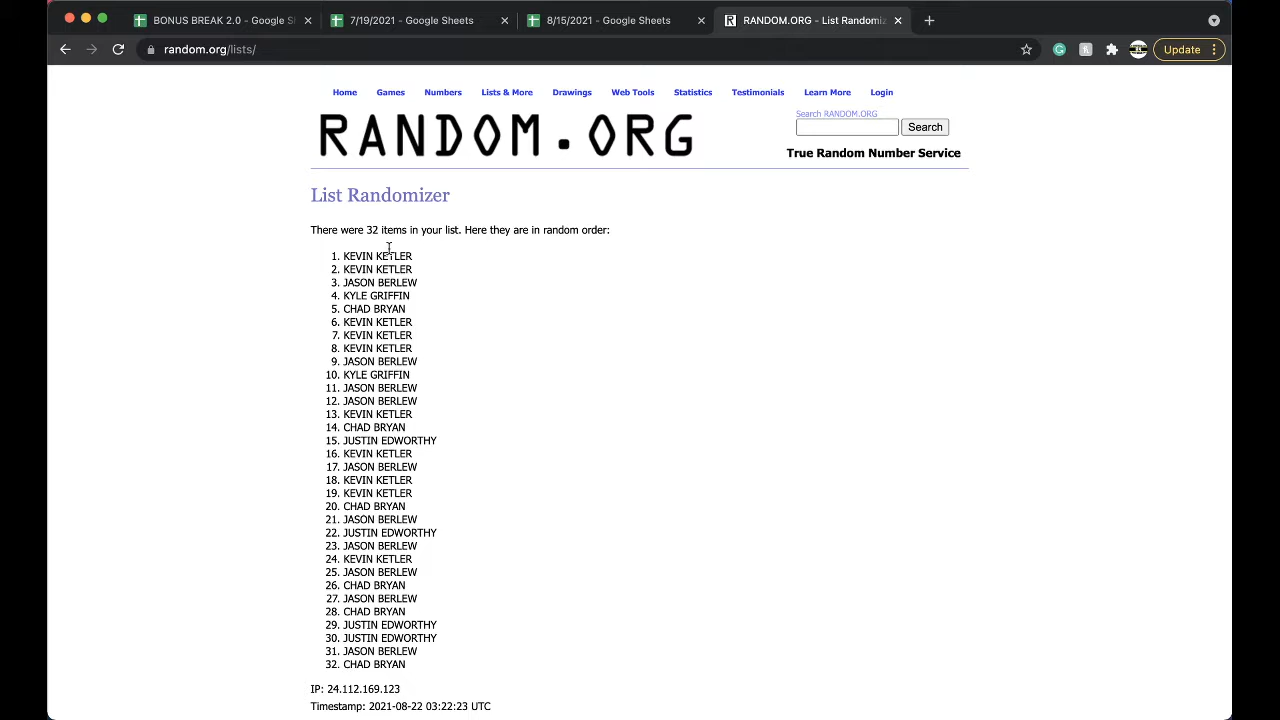 BONUS BREAK 2.0 - Google Sh
7/19/2021 - Google Sheets
8/15/2021 - Google Sheets
RANDOM.ORG - List Randomize
random.org/lists/
Update
Home Games Numbers Lists & More Drawings Web Tools Statistics Testimonials Learn More Login
RANDOM.ORG
Search RANDOM.ORG
Search
True Random Number Service
List Randomizer
There were 32 items in your list. Here they are in random order:
1. KEVIN KETLER
2. KEVIN KETLER
3. JASON BERLEW
4. KYLE GRIFFIN
5. CHAD BRYAN
6. KEVIN KETLER
7. KEVIN KETLER
8. KEVIN KETLER
9. JASON BERLEW
10. KYLE GRIFFIN
11. JASON BERLEW
12. JASON BERLEW
13. KEVIN KETLER
14. CHAD BRYAN
15. JUSTIN EDWORTHY
16. KEVIN KETLER
17. JASON BERLEW
18. KEVIN KETLER
19. KEVIN KETLER
20. CHAD BRYAN
21. JASON BERLEW
22. JUSTIN EDWORTHY
23. JASON BERLEW
24. KEVIN KETLER
25. JASON BERLEW
26. CHAD BRYAN
27. JASON BERLEW
28. CHAD BRYAN
29. JUSTIN EDWORTHY
30. JUSTIN EDWORTHY
31. JASON BERLEW
32. CHAD BRYAN
IP: 24.112.169.123
Timestamp: 2021-08-22 03:22:23 UTC